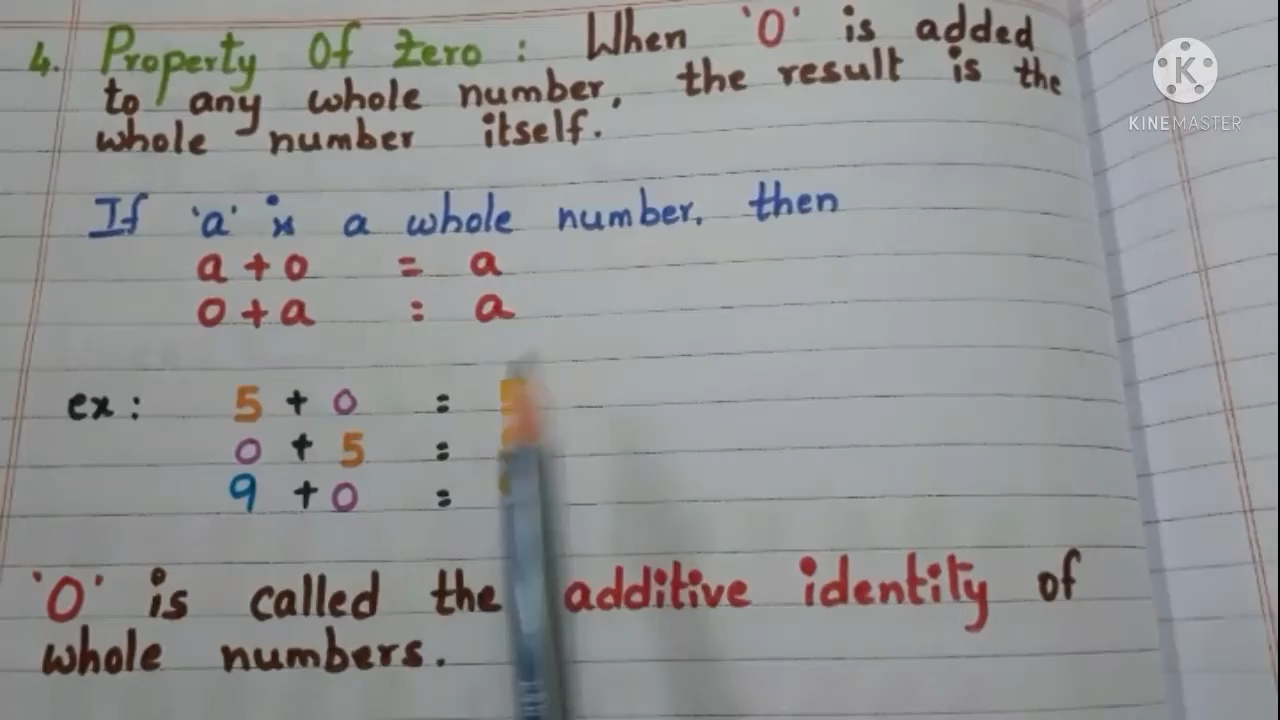 4. Property Of Zero : When '0' is added
to any whole number, the result is the
whole number itself.
If 'a' is a whole number, then
a + 0 = a
0 + a = a
ex: 5 + 0 =
0 + 5 =
9 + 0 =
'0' is called the additive identity of
whole numbers.
K
KINEMASTER